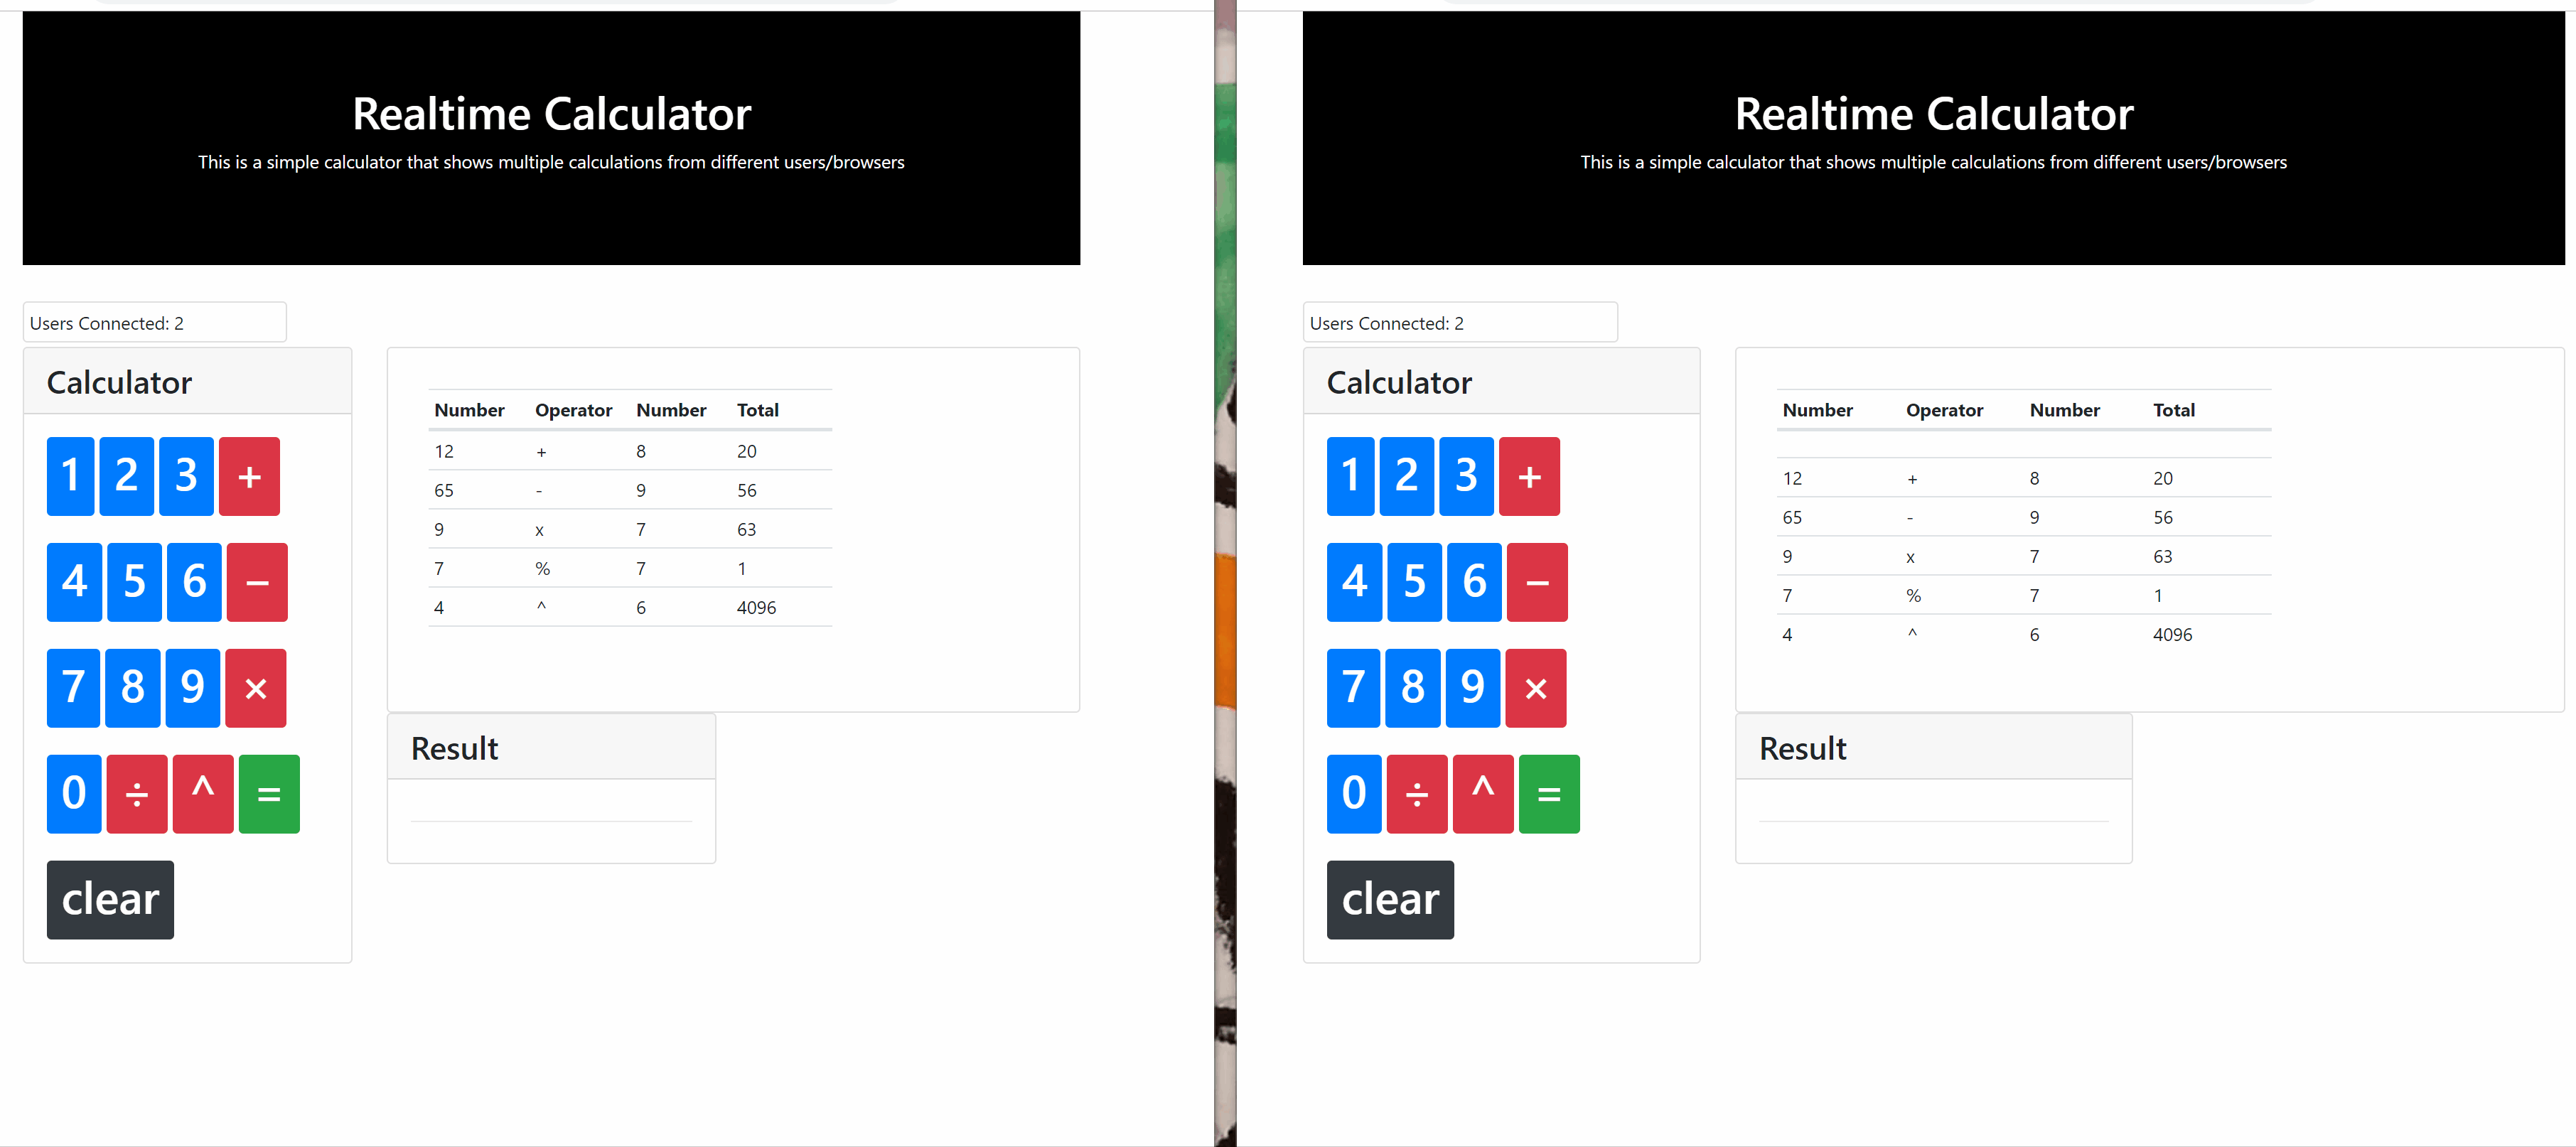 Realtime Calculator
This is a simple calculator that shows multiple calculations from different users/browsers
Users Connected: 2
Calculator
1 2 3 +
4 5 6 −
7 8 9 ×
0 ÷ ^ =
clear
Number Operator Number Total
12 + 8 20
65 - 9 56
9 x 7 63
7 % 7 1
4 ^ 6 4096
Result
Realtime Calculator
This is a simple calculator that shows multiple calculations from different users/browsers
Users Connected: 2
Calculator
1 2 3 +
4 5 6 −
7 8 9 ×
0 ÷ ^ =
clear
Number Operator Number Total
12 + 8 20
65 - 9 56
9 x 7 63
7 % 7 1
4 ^ 6 4096
Result